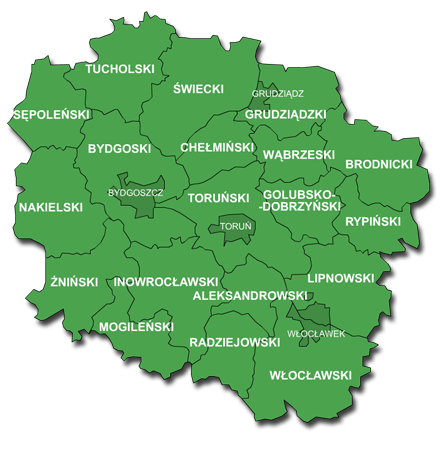 TUCHOLSKI
ŚWIECKI
GRUDZIĄDZ
SĘPOLEŃSKI
GRUDZIĄDZKI
BYDGOSKI
CHEŁMIŃSKI
WĄBRZESKI
BRODNICKI
BYDGOSZCZ
TORUŃSKI
GOLUBSKO-
-DOBRZYŃSKI
NAKIELSKI
RYPIŃSKI
TORUŃ
ŻNIŃSKI
INOWROCŁAWSKI
LIPNOWSKI
ALEKSANDROWSKI
MOGILEŃSKI
WŁOCŁAWEK
RADZIEJOWSKI
WŁOCŁAWSKI